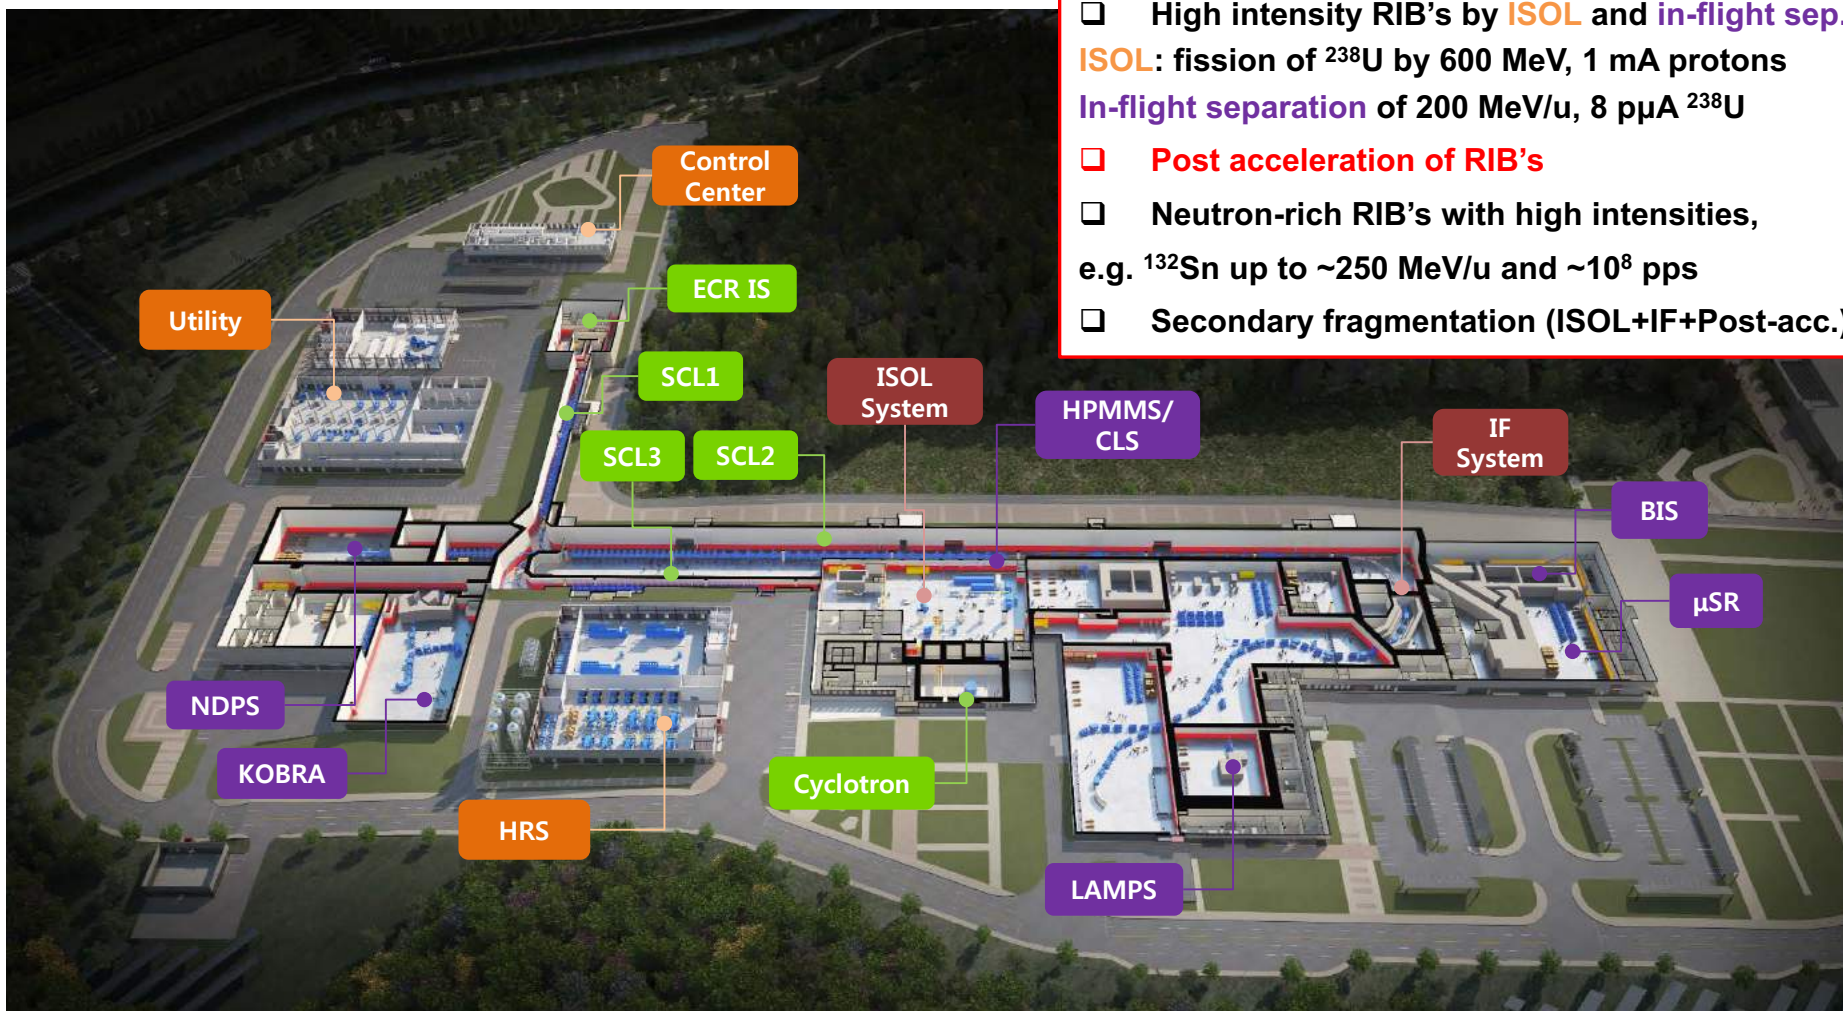 ❑ High intensity RIB's by ISOL and in-flight sep.
ISOL: fission of ²³⁸U by 600 MeV, 1 mA protons
In-flight separation of 200 MeV/u, 8 pμA ²³⁸U
❑ Post acceleration of RIB's
❑ Neutron-rich RIB's with high intensities,
e.g. ¹³²Sn up to ~250 MeV/u and ~10⁸ pps
❑ Secondary fragmentation (ISOL+IF+Post-acc.)
Control
Center
ECR IS
Utility
SCL1
ISOL
System
HPMMS/
CLS
IF
System
SCL3
SCL2
BIS
μSR
NDPS
KOBRA
Cyclotron
HRS
LAMPS